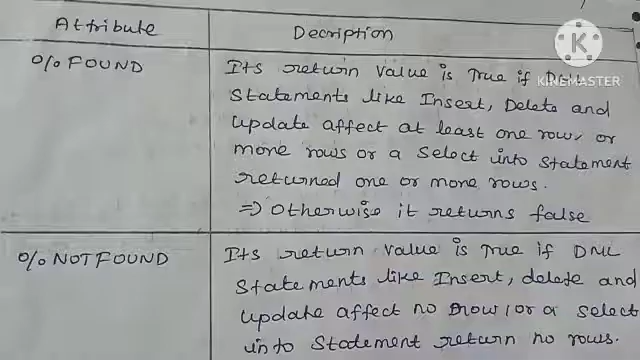 Attribute Decription
% FOUND Its return value is True if DML
Statements like Insert, Delete and
update affect at least one row or
more rows or a select into statement
returned one or more rows.
⇒ Otherwise it returns false
% NOTFOUND Its return value is True if DML
statements like Insert, delete and
update affect no row/or a select
into statement return no rows.
K
KINEMASTER